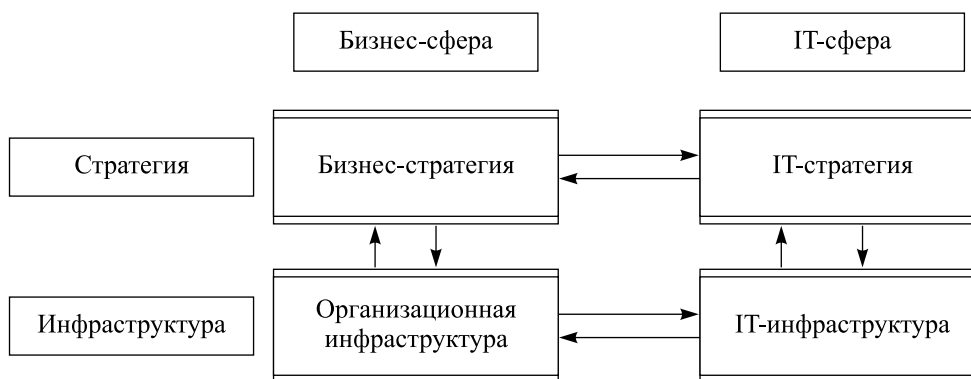 Бизнес-сфера
IT-сфера
Стратегия
Бизнес-стратегия
IT-стратегия
Инфраструктура
Организационная
инфраструктура
IT-инфраструктура